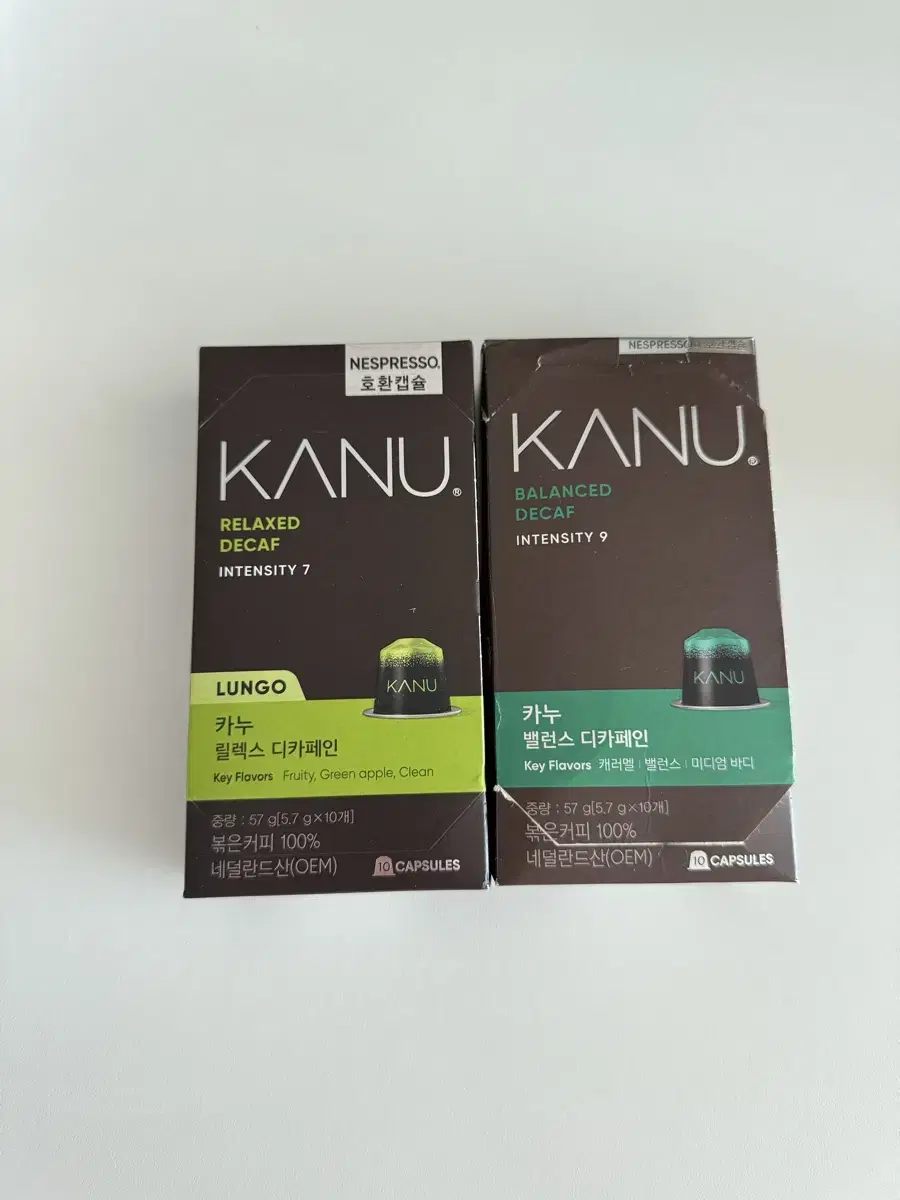 NESPRESSO.
호환캡슐
KANU®
RELAXED
DECAF
INTENSITY 7
KANU
LUNGO
카누
릴렉스 디카페인
Key Flavors Fruity, Green apple, Clean
중량 : 57 g[5.7 g×10개]
볶은커피 100%
네덜란드산(OEM)
10 CAPSULES
NESPRESSO® 호환캡슐
KANU®
BALANCED
DECAF
INTENSITY 9
KANU
카누
밸런스 디카페인
Key Flavors 캐러멜 | 밸런스 | 미디엄 바디
중량 : 57 g[5.7 g×10개]
볶은커피 100%
네덜란드산(OEM)
10 CAPSULES